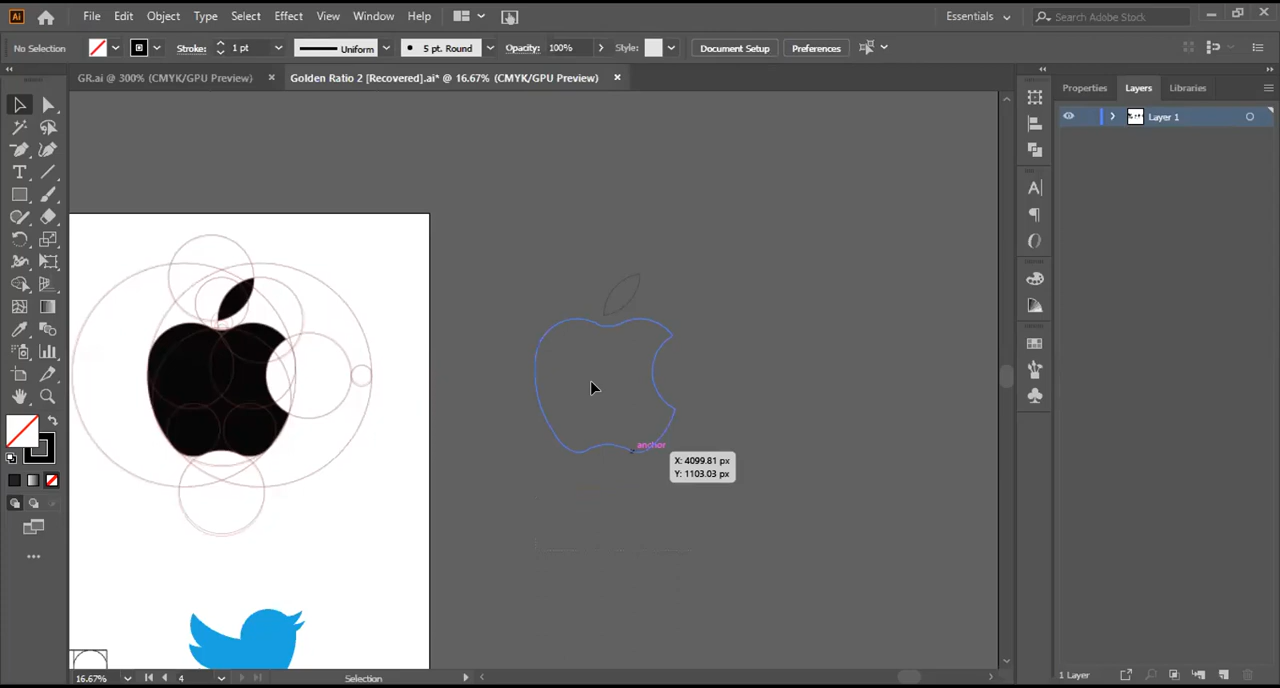 Ai File Edit Object Type Select Effect View Window Help Essentials Search Adobe Stock
No Selection Stroke: 1 pt Uniform 5 pt. Round Opacity: 100% Style: Document Setup Preferences
GR.ai @ 300% (CMYK/GPU Preview) × Golden Ratio 2 [Recovered].ai* @ 16.67% (CMYK/GPU Preview) ×
Properties Layers Libraries
Layer 1
anchor
X: 4099.81 px
Y: 1103.03 px
16.67% 4 Selection
1 Layer